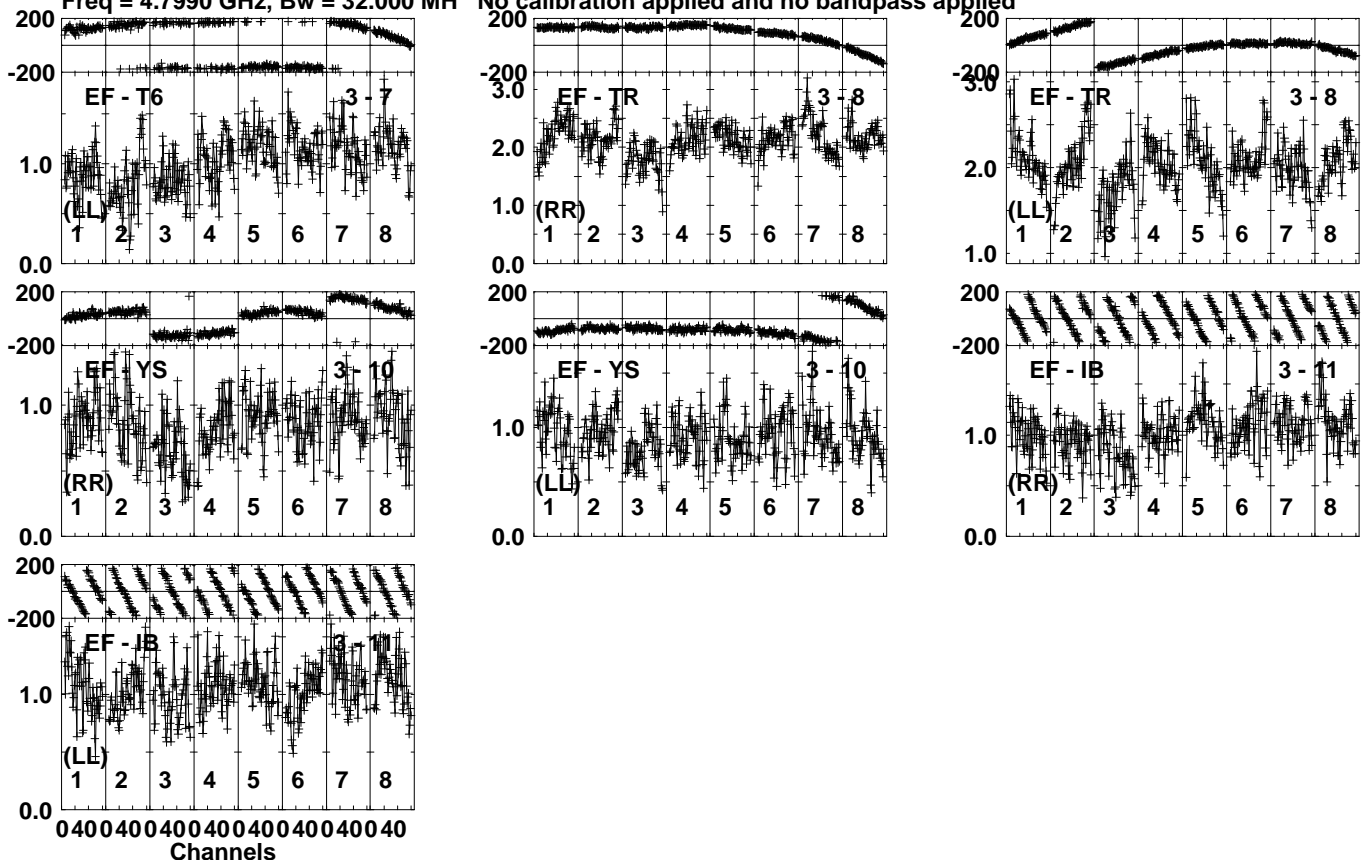 Freq = 4.7990 GHz, Bw = 32.000 MH No calibration applied and no bandpass applied
200
-200
EF - T6 3 - 7
1.0
(LL)
1 2 3 4 5 6 7 8
0.0
200
-200
3.0
EF - TR 3 - 8
2.0
1.0
(RR)
1 2 3 4 5 6 7 8
0.0
200
-200
3.0
EF - TR 3 - 8
2.0
(LL)
1 2 3 4 5 6 7 8
1.0
200
-200
EF - YS 3 - 10
1.0
(RR)
1 2 3 4 5 6 7 8
0.0
200
-200
EF - YS 3 - 10
1.0
(LL)
1 2 3 4 5 6 7 8
0.0
200
-200
EF - IB 3 - 11
1.0
(RR)
1 2 3 4 5 6 7 8
0.0
200
-200
EF - IB 3 - 11
1.0
(LL)
1 2 3 4 5 6 7 8
0.0
0 40 0 40 0 40 0 40 0 40 0 40 0 40 0 40
Channels